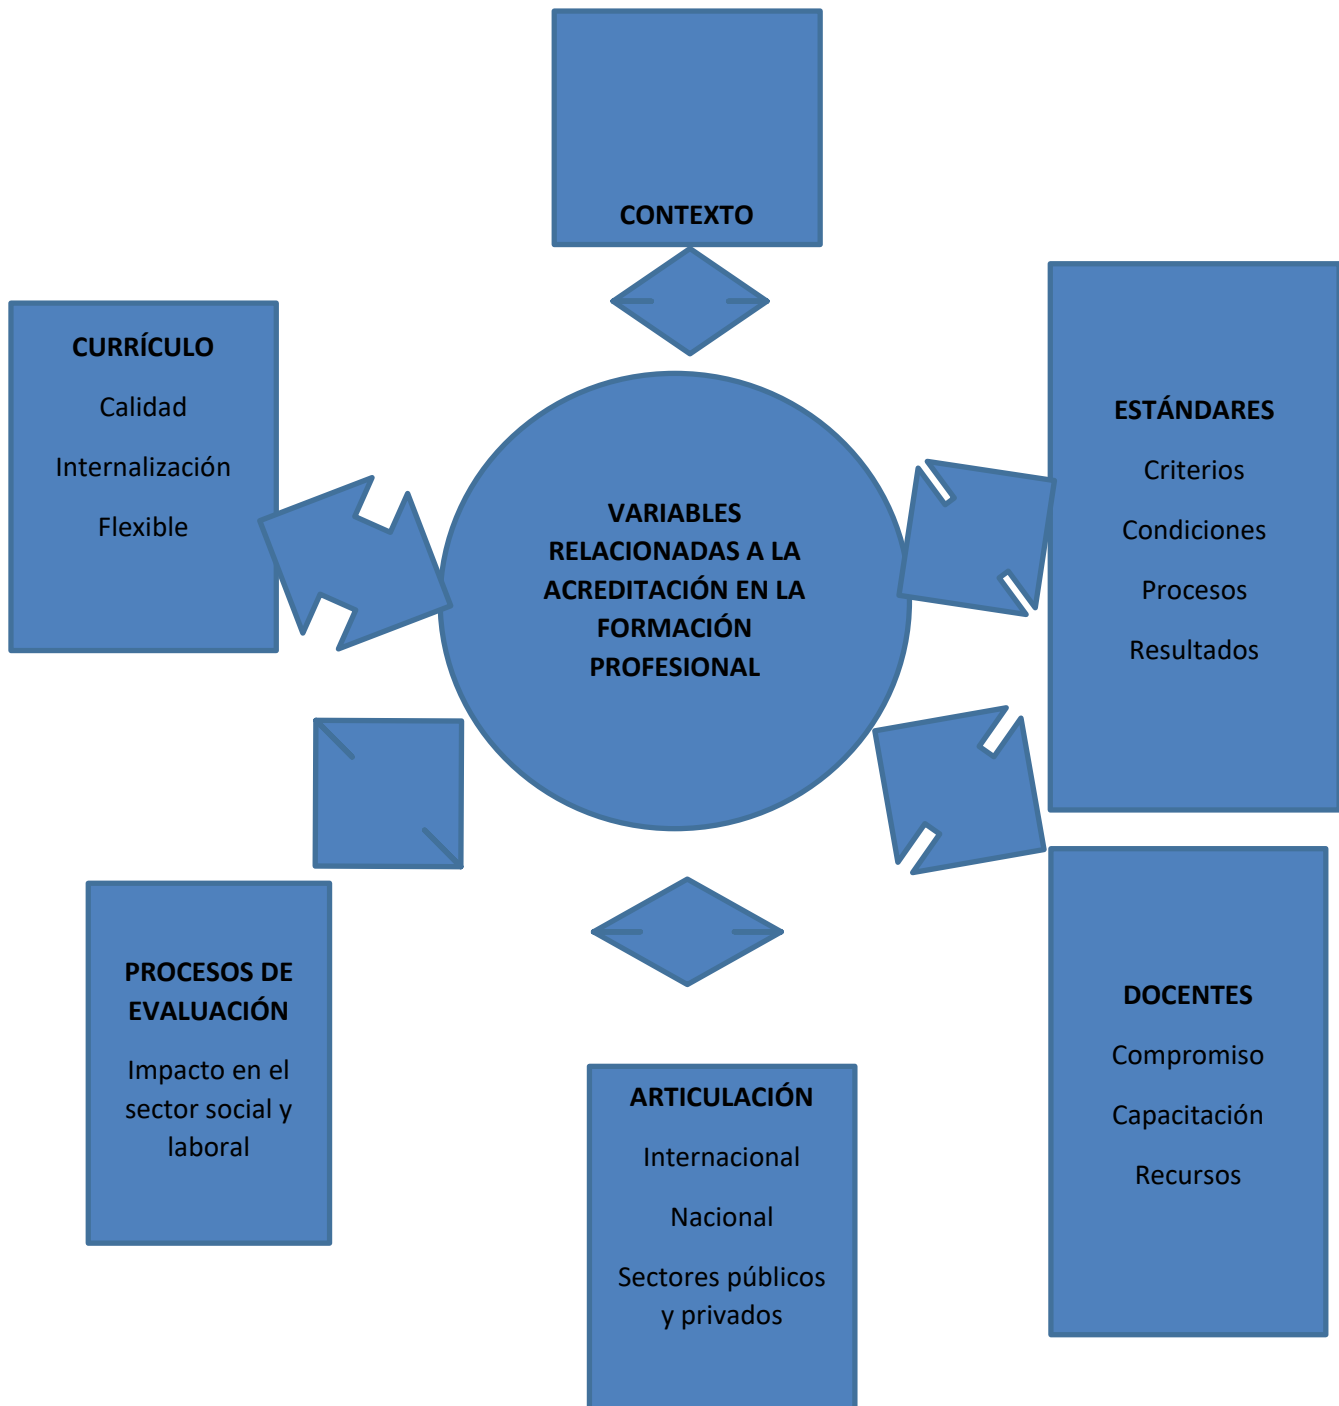 CONTEXTO
CURRÍCULO
Calidad
Internalización
Flexible
VARIABLES
RELACIONADAS A LA
ACREDITACIÓN EN LA
FORMACIÓN
PROFESIONAL
ESTÁNDARES
Criterios
Condiciones
Procesos
Resultados
PROCESOS DE
EVALUACIÓN
Impacto en el
sector social y
laboral
ARTICULACIÓN
Internacional
Nacional
Sectores públicos
y privados
DOCENTES
Compromiso
Capacitación
Recursos